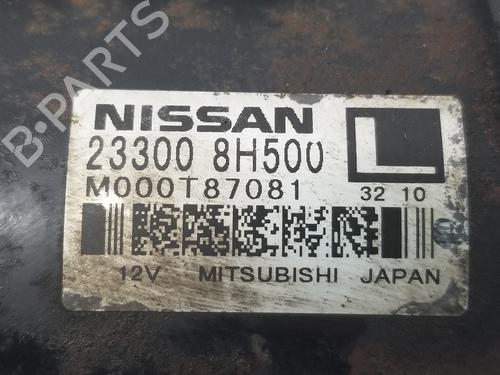 NISSAN
23300 8H500
L
M000T87081
32 10
12V MITSUBISHI JAPAN
B-PARTS